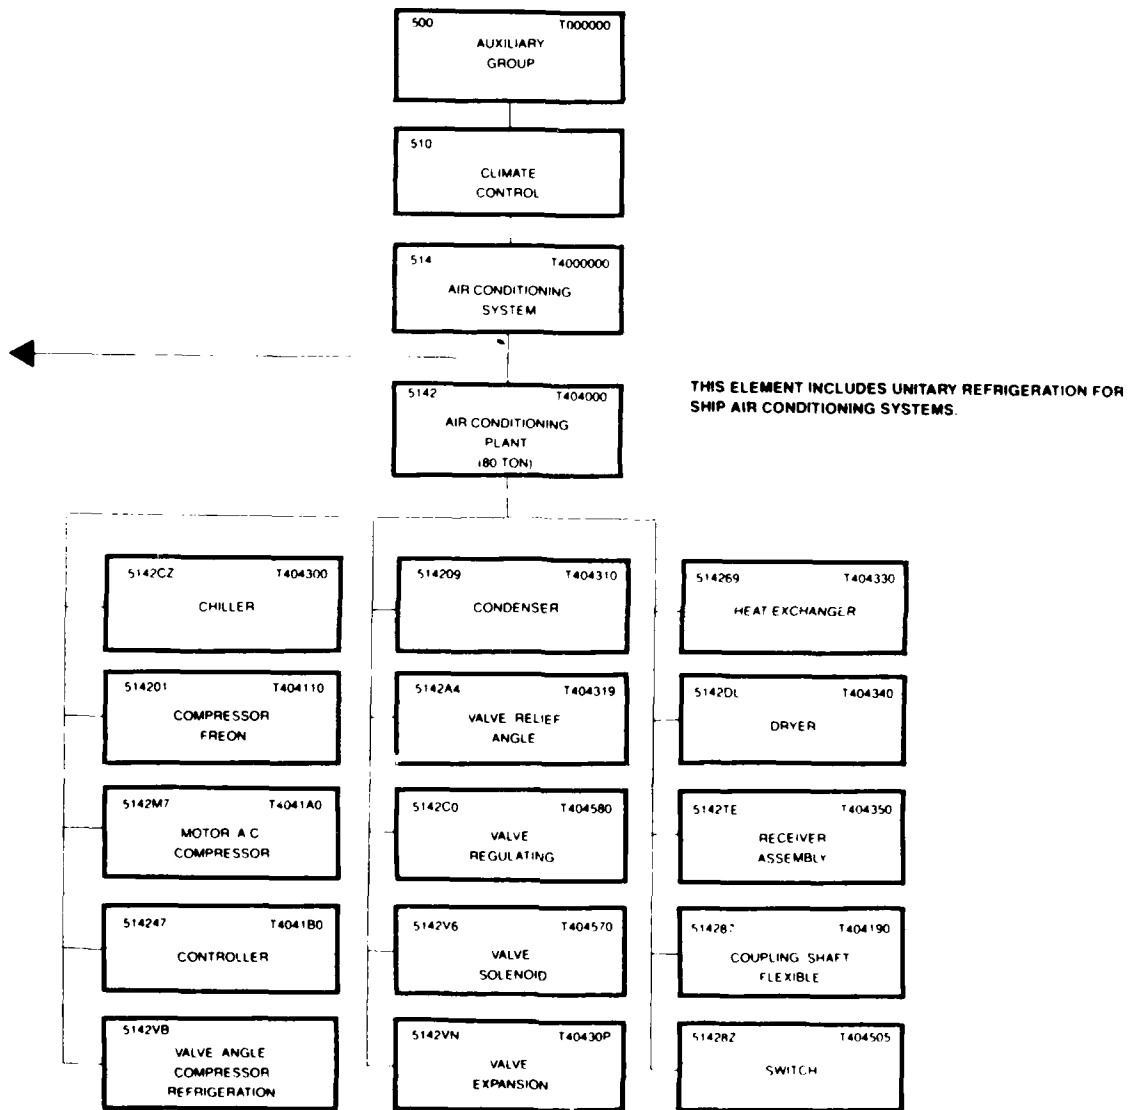 500 T000000
AUXILIARY
GROUP
510
CLIMATE
CONTROL
514 T4000000
AIR CONDITIONING
SYSTEM
5142 T404000
AIR CONDITIONING
PLANT
(80 TON)
THIS ELEMENT INCLUDES UNITARY REFRIGERATION FOR
SHIP AIR CONDITIONING SYSTEMS.
5142CZ T404300
CHILLER
514201 T404110
COMPRESSOR
FREON
5142M7 T4041A0
MOTOR A C
COMPRESSOR
514247 T4041B0
CONTROLLER
5142VB
VALVE ANGLE
COMPRESSOR
REFRIGERATION
514209 T404310
CONDENSER
5142A4 T404319
VALVE RELIEF
ANGLE
5142C0 T404580
VALVE
REGULATING
5142V6 T404570
VALVE
SOLENOID
5142VN T40430P
VALVE
EXPANSION
514269 T404330
HEAT EXCHANGER
5142DL T404340
DRYER
5142TE T404350
RECEIVER
ASSEMBLY
T404190
COUPLING SHAFT
FLEXIBLE
51428Z T404505
SWITCH